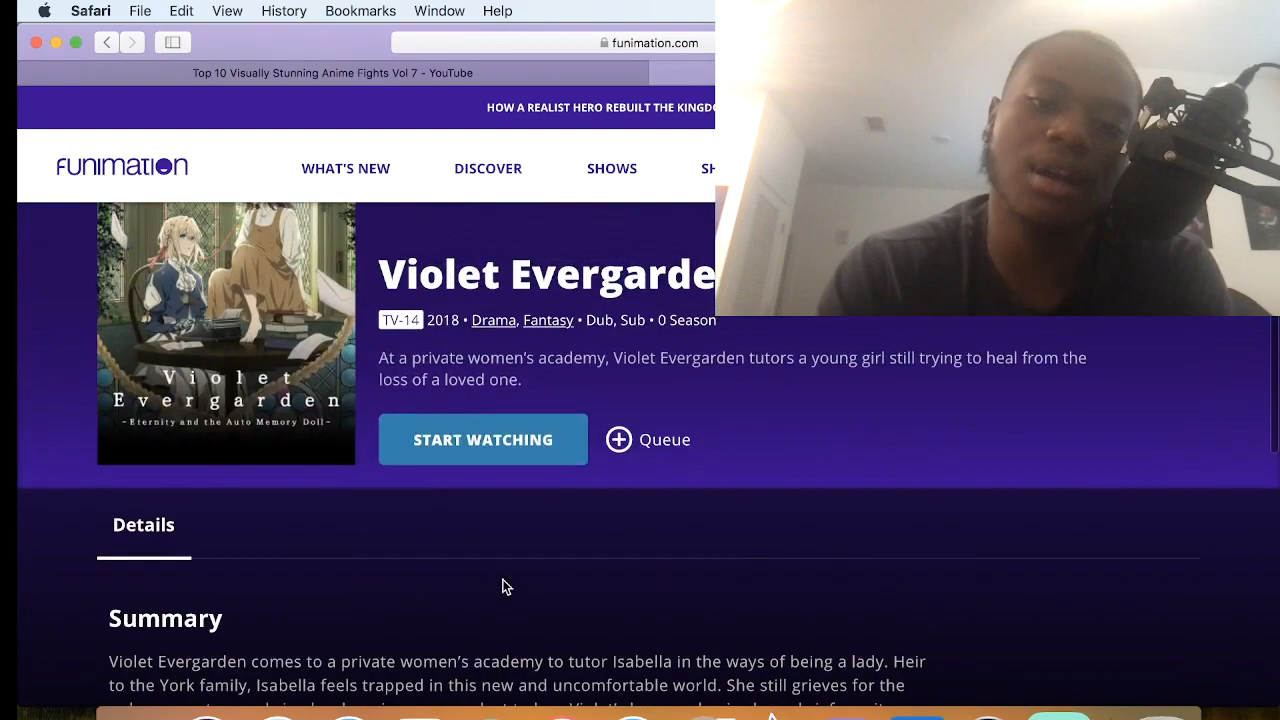 Safari File Edit View History Bookmarks Window Help
funimation.com
Top 10 Visually Stunning Anime Fights Vol 7 - YouTube
HOW A REALIST HERO REBUILT THE
FUNIMATION WHAT'S NEW DISCOVER SHOWS
Violet
Evergarden
-Eternity and the Auto Memory Doll-
Violet
TV-14 2018 • Drama, Fantasy • Dub, Sub • 0 Season
At a private women’s academy, Violet Evergarden tutors a young girl still trying to heal from the
loss of a loved one.
START WATCHING Queue
Details
Summary
Violet Evergarden comes to a private women’s academy to tutor Isabella in the ways of being a lady. Heir
to the York family, Isabella feels trapped in this new and uncomfortable world. She still grieves for the